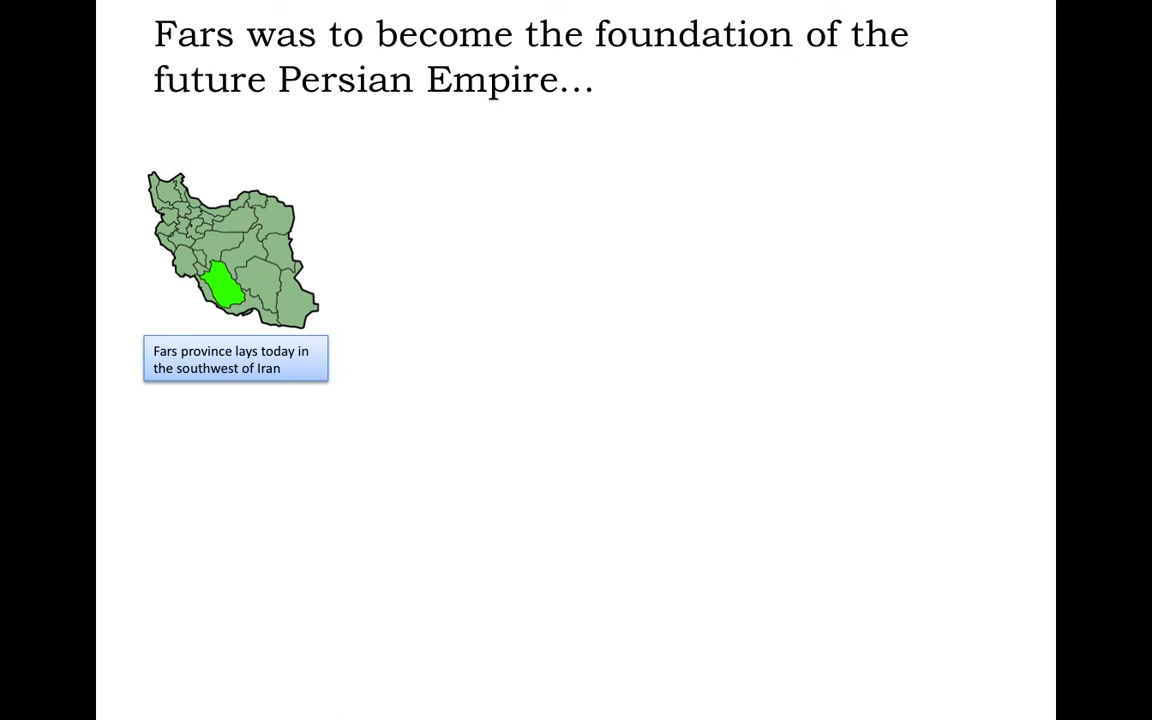 Fars was to become the foundation of the
future Persian Empire…
Fars province lays today in
the southwest of Iran